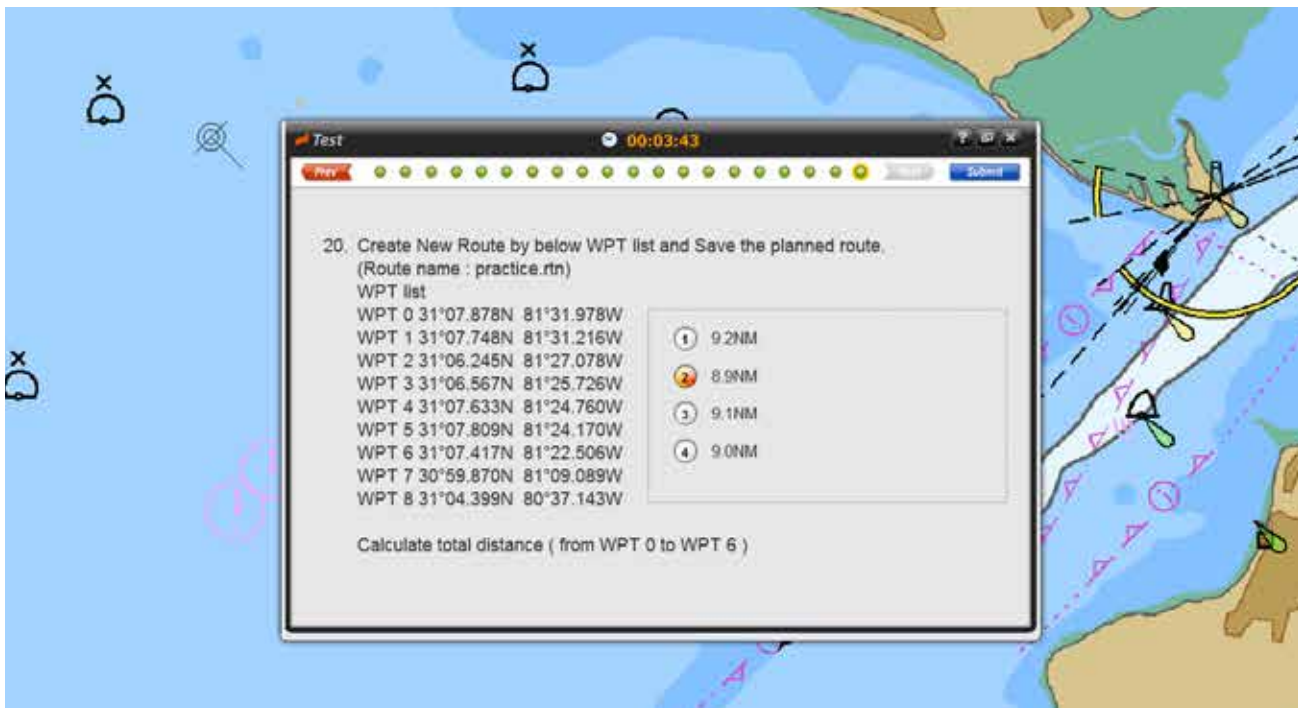 Test
00:03:43
Prev
Submit
20. Create New Route by below WPT list and Save the planned route.
(Route name : practice.rtn)
WPT list
WPT 0 31°07.878N 81°31.978W
WPT 1 31°07.748N 81°31.216W
WPT 2 31°06.245N 81°27.078W
WPT 3 31°06.567N 81°25.726W
WPT 4 31°07.633N 81°24.760W
WPT 5 31°07.809N 81°24.170W
WPT 6 31°07.417N 81°22.506W
WPT 7 30°59.870N 81°09.089W
WPT 8 31°04.399N 80°37.143W
1 9.2NM
2 8.9NM
3 9.1NM
4 9.0NM
Calculate total distance ( from WPT 0 to WPT 6 )